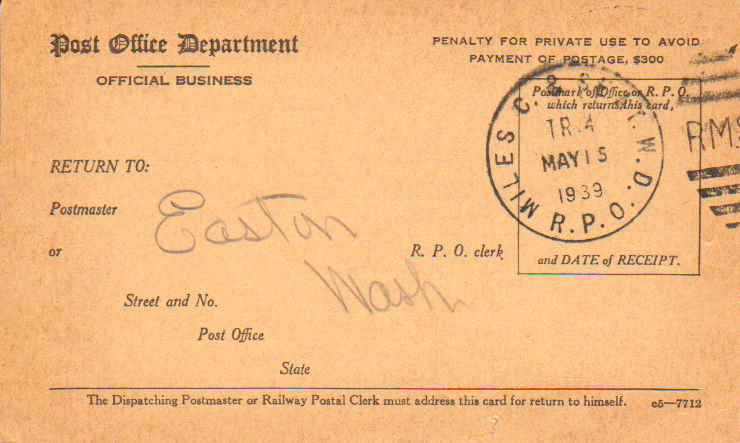 Post Office Department
OFFICIAL BUSINESS
PENALTY FOR PRIVATE USE TO AVOID
PAYMENT OF POSTAGE, $300
Postmark of Office or R. P. O.
which returns this card,
MILES C. & W. D. R.P.O.
TR. 4
MAY 15
1939
RMS
and DATE of RECEIPT.
RETURN TO:
Postmaster
Easton
or R. P. O. clerk
Wash
Street and No.
Post Office
State
The Dispatching Postmaster or Railway Postal Clerk must address this card for return to himself. c5—7712